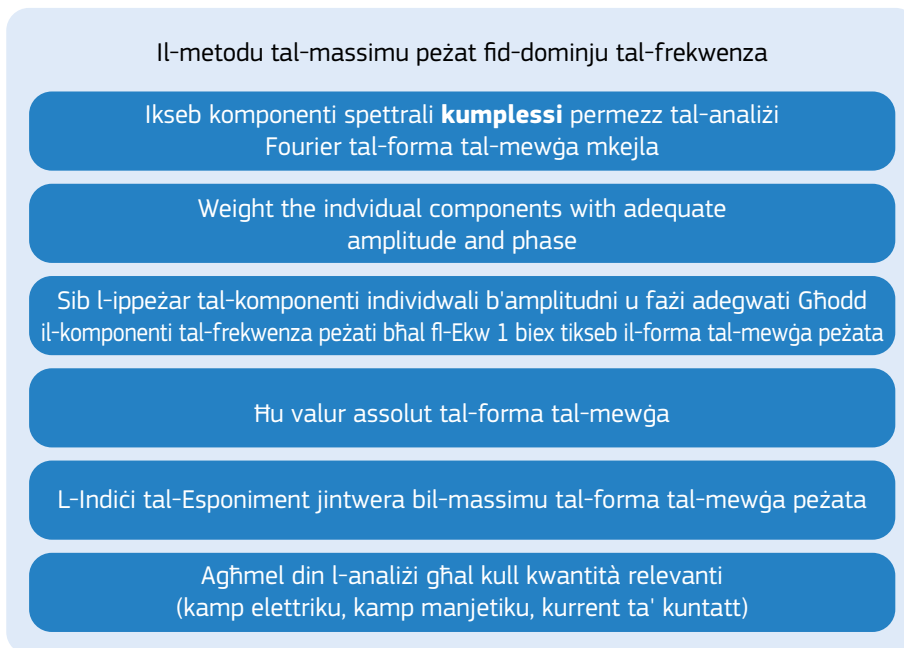 Il-metodu tal-massimu peżat fid-dominju tal-frekwenza
Ikseb komponenti spettrali kumplessi permezz tal-analiżi
Fourier tal-forma tal-mewġa mkejla
Weight the indvidual components with adequate
amplitude and phase
Sib l-ippeżar tal-komponenti individwali b'amplitudni u fażi adegwati Għodd
il-komponenti tal-frekwenza peżati bħal fl-Ekw 1 biex tikseb il-forma tal-mewġa peżata
Ħu valur assolut tal-forma tal-mewġa
L-Indiċi tal-Esponiment jintwera bil-massimu tal-forma tal-mewġa peżata
Agħmel din l-analiżi għal kull kwantità relevanti
(kamp elettriku, kamp manjetiku, kurrent ta' kuntatt)